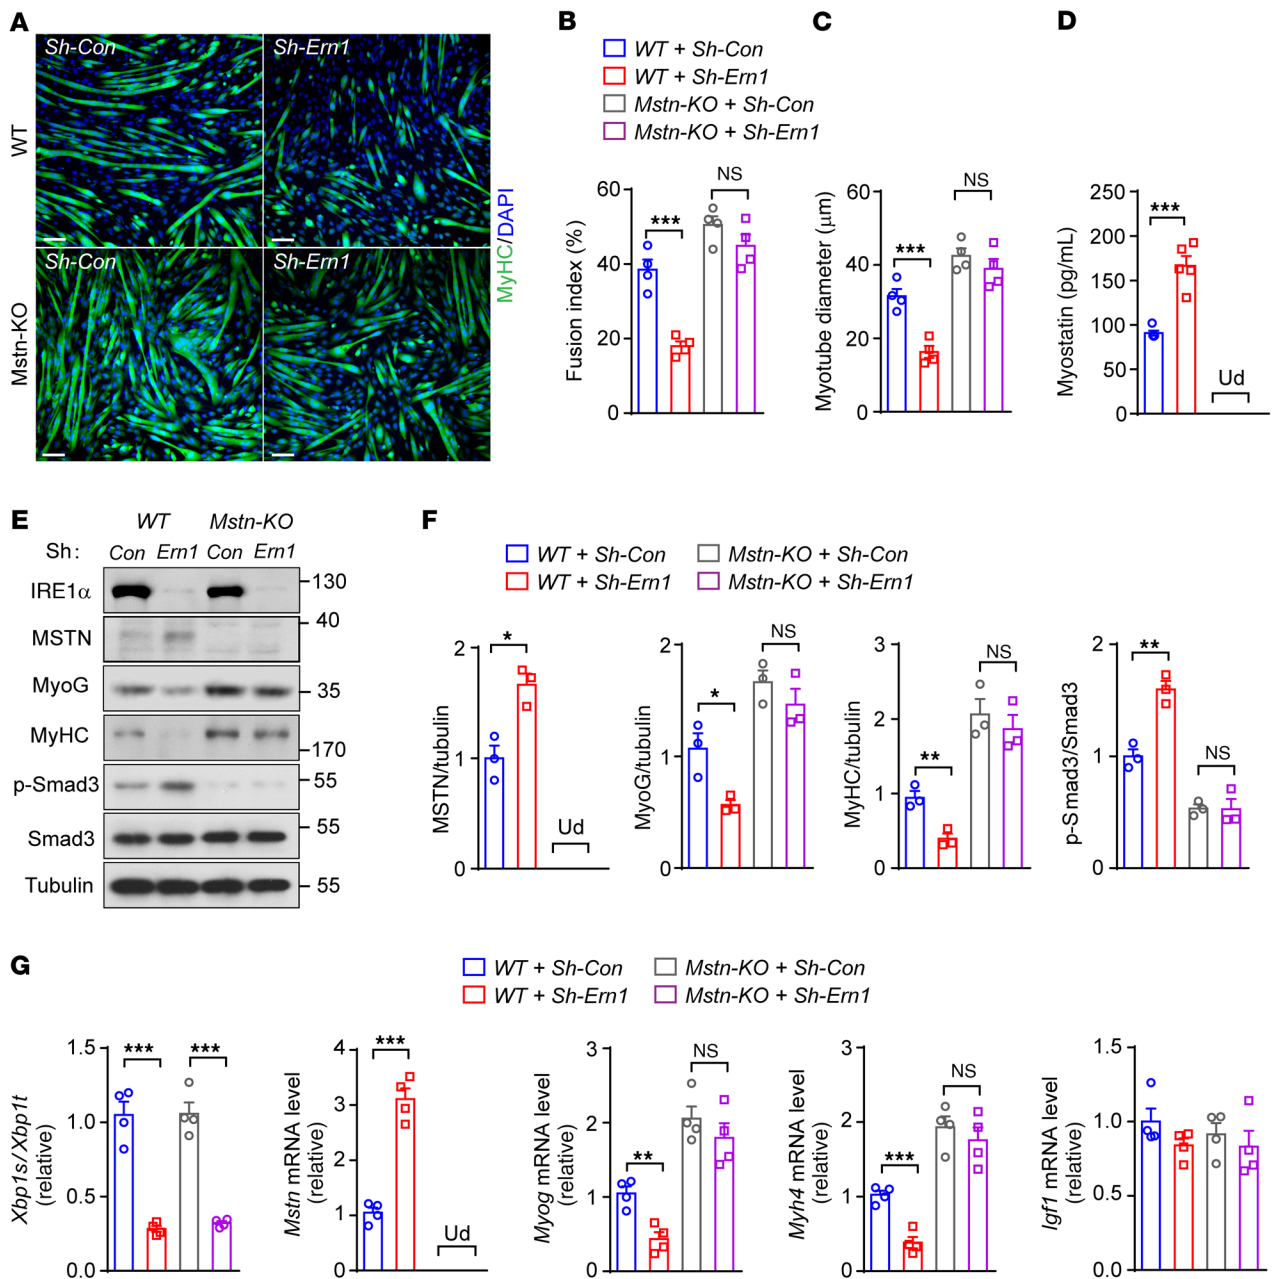 A
Sh-Con
Sh-Ern1
WT
Sh-Con
Sh-Ern1
Mstn-KO
MyHC/DAPI
B
C
D
WT + Sh-Con
WT + Sh-Ern1
Mstn-KO + Sh-Con
Mstn-KO + Sh-Ern1
Fusion index (%)
60
40
20
0
***
NS
Myotube diameter (μm)
60
40
20
0
***
NS
Myostatin (pg/mL)
250
200
150
100
50
0
***
Ud
E
WT Mstn-KO
Sh: Con Ern1 Con Ern1
IRE1α 130
40
MSTN
MyoG 35
MyHC
170
p-Smad3 55
Smad3 55
Tubulin 55
F
WT + Sh-Con Mstn-KO + Sh-Con
WT + Sh-Ern1 Mstn-KO + Sh-Ern1
MSTN/tubulin
2
1
0
*
Ud
MyoG/tubulin
2
1
0
*
NS
MyHC/tubulin
3
2
1
0
**
NS
p-Smad3/Smad3
2
1
0
**
NS
G
WT + Sh-Con Mstn-KO + Sh-Con
WT + Sh-Ern1 Mstn-KO + Sh-Ern1
Xbp1s/Xbp1t
(relative)
1.5
1.0
0.5
0.0
***
***
Mstn mRNA level
(relative)
4
3
2
1
0
***
Ud
Myog mRNA level
(relative)
3
2
1
0
**
NS
Myh4 mRNA level
(relative)
3
2
1
0
***
NS
Igf1 mRNA level
(relative)
1.5
1.0
0.5
0.0